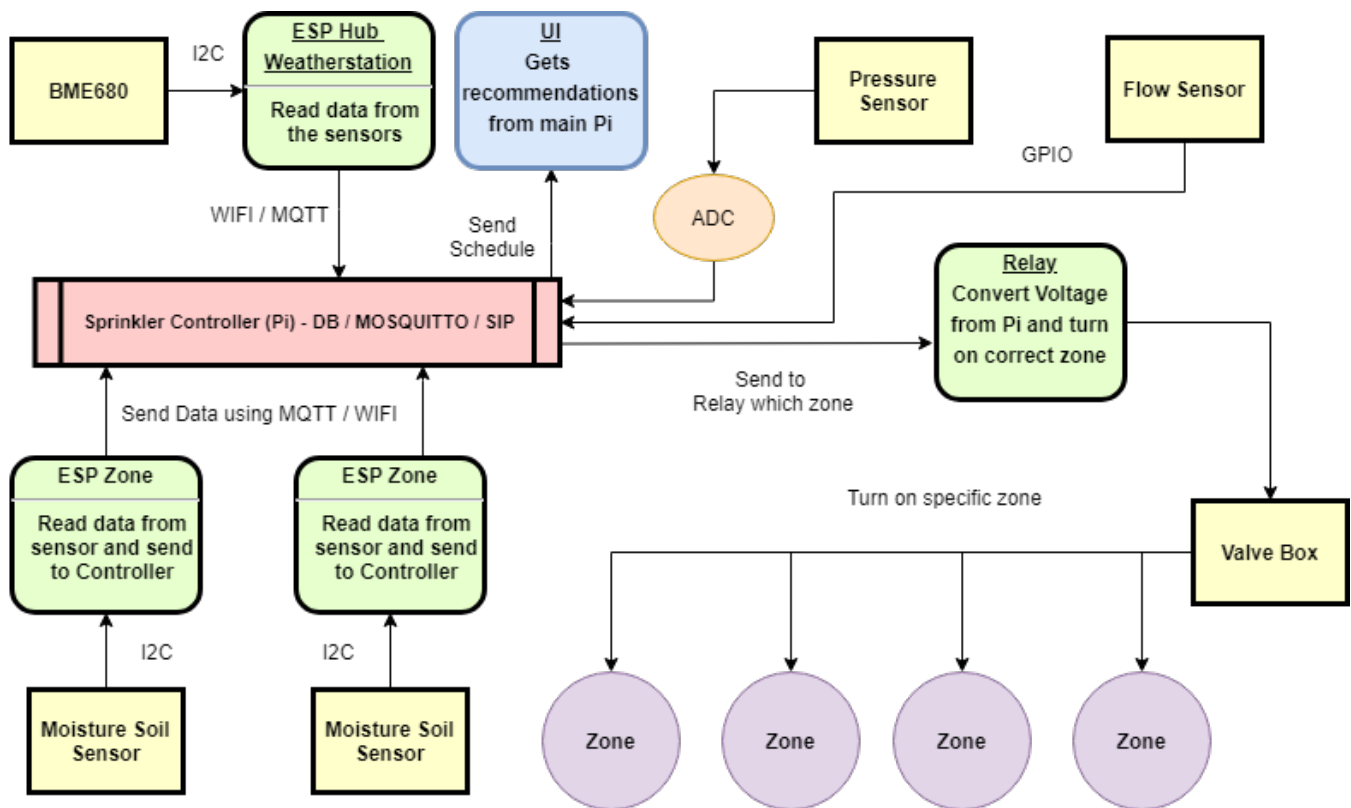 BME680
I2C
ESP Hub
Weatherstation
Read data from
the sensors
UI
Gets
recommendations
from main Pi
Pressure
Sensor
Flow Sensor
GPIO
ADC
WIFI / MQTT
Send
Schedule
Sprinkler Controller (Pi) - DB / MOSQUITTO / SIP
Relay
Convert Voltage
from Pi and turn
on correct zone
Send to
Relay which zone
Send Data using MQTT / WIFI
ESP Zone
Read data from
sensor and send
to Controller
ESP Zone
Read data from
sensor and send
to Controller
Turn on specific zone
Valve Box
I2C
I2C
Moisture Soil
Sensor
Moisture Soil
Sensor
Zone
Zone
Zone
Zone